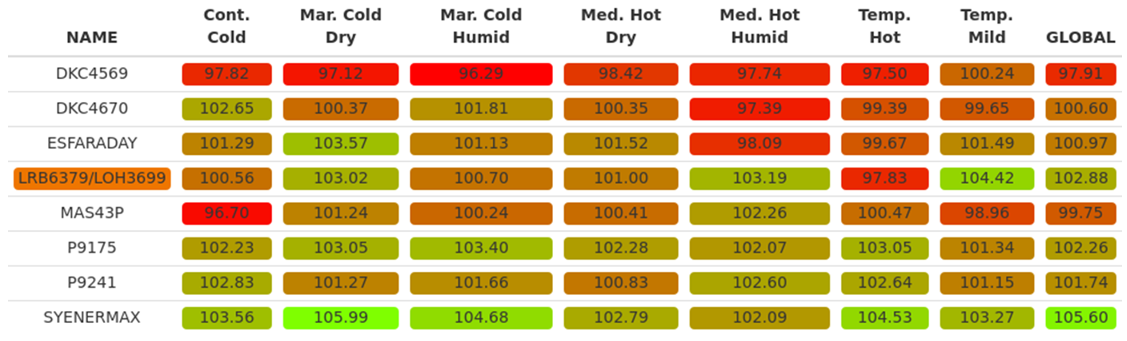 NAME Cont. Cold Mar. Cold Dry Mar. Cold Humid Med. Hot Dry Med. Hot Humid Temp. Hot Temp. Mild GLOBAL
DKC4569 97.82 97.12 96.29 98.42 97.74 97.50 100.24 97.91
DKC4670 102.65 100.37 101.81 100.35 97.39 99.39 99.65 100.60
ESFARADAY 101.29 103.57 101.13 101.52 98.09 99.67 101.49 100.97
LRB6379/LOH3699 100.56 103.02 100.70 101.00 103.19 97.83 104.42 102.88
MAS43P 96.70 101.24 100.24 100.41 102.26 100.47 98.96 99.75
P9175 102.23 103.05 103.40 102.28 102.07 103.05 101.34 102.26
P9241 102.83 101.27 101.66 100.83 102.60 102.64 101.15 101.74
SYENERMAX 103.56 105.99 104.68 102.79 102.09 104.53 103.27 105.60